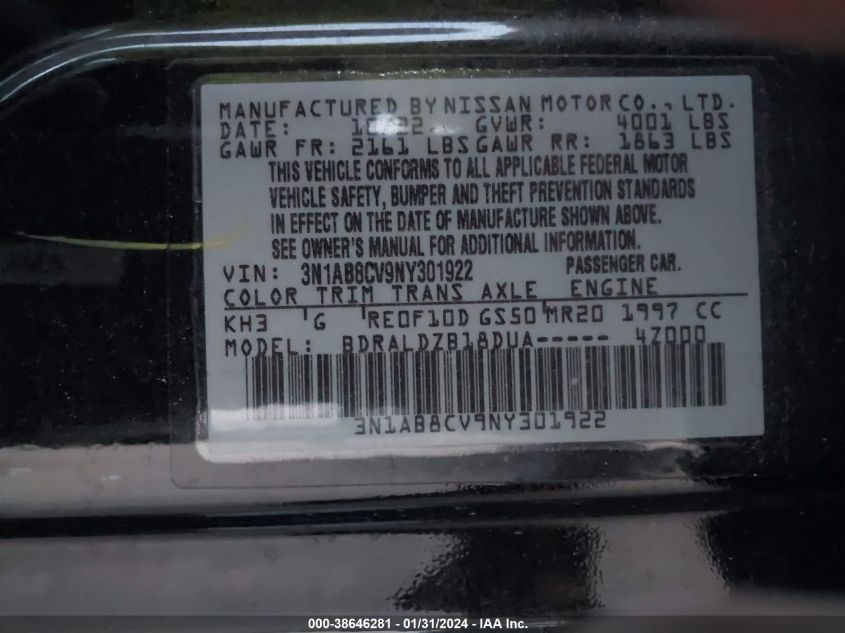 MANUFACTURED BY NISSAN MOTOR CO., LTD.
DATE: 10/22 GVWR: 4001 LBS
GAWR FR: 2161 LBS GAWR RR: 1863 LBS
THIS VEHICLE CONFORMS TO ALL APPLICABLE FEDERAL MOTOR
VEHICLE SAFETY, BUMPER AND THEFT PREVENTION STANDARDS
IN EFFECT ON THE DATE OF MANUFACTURE SHOWN ABOVE.
SEE OWNER'S MANUAL FOR ADDITIONAL INFORMATION.
VIN: 3N1AB8CV9NY301922 PASSENGER CAR.
COLOR TRIM TRANS AXLE ENGINE
KH3 G RE0F10D GS50 MR20 1997 CC
MODEL: BDRALDZB18DUA----- 4Z000
3N1AB8CV9NY301922
000-38646281 - 01/31/2024 - IAA Inc.